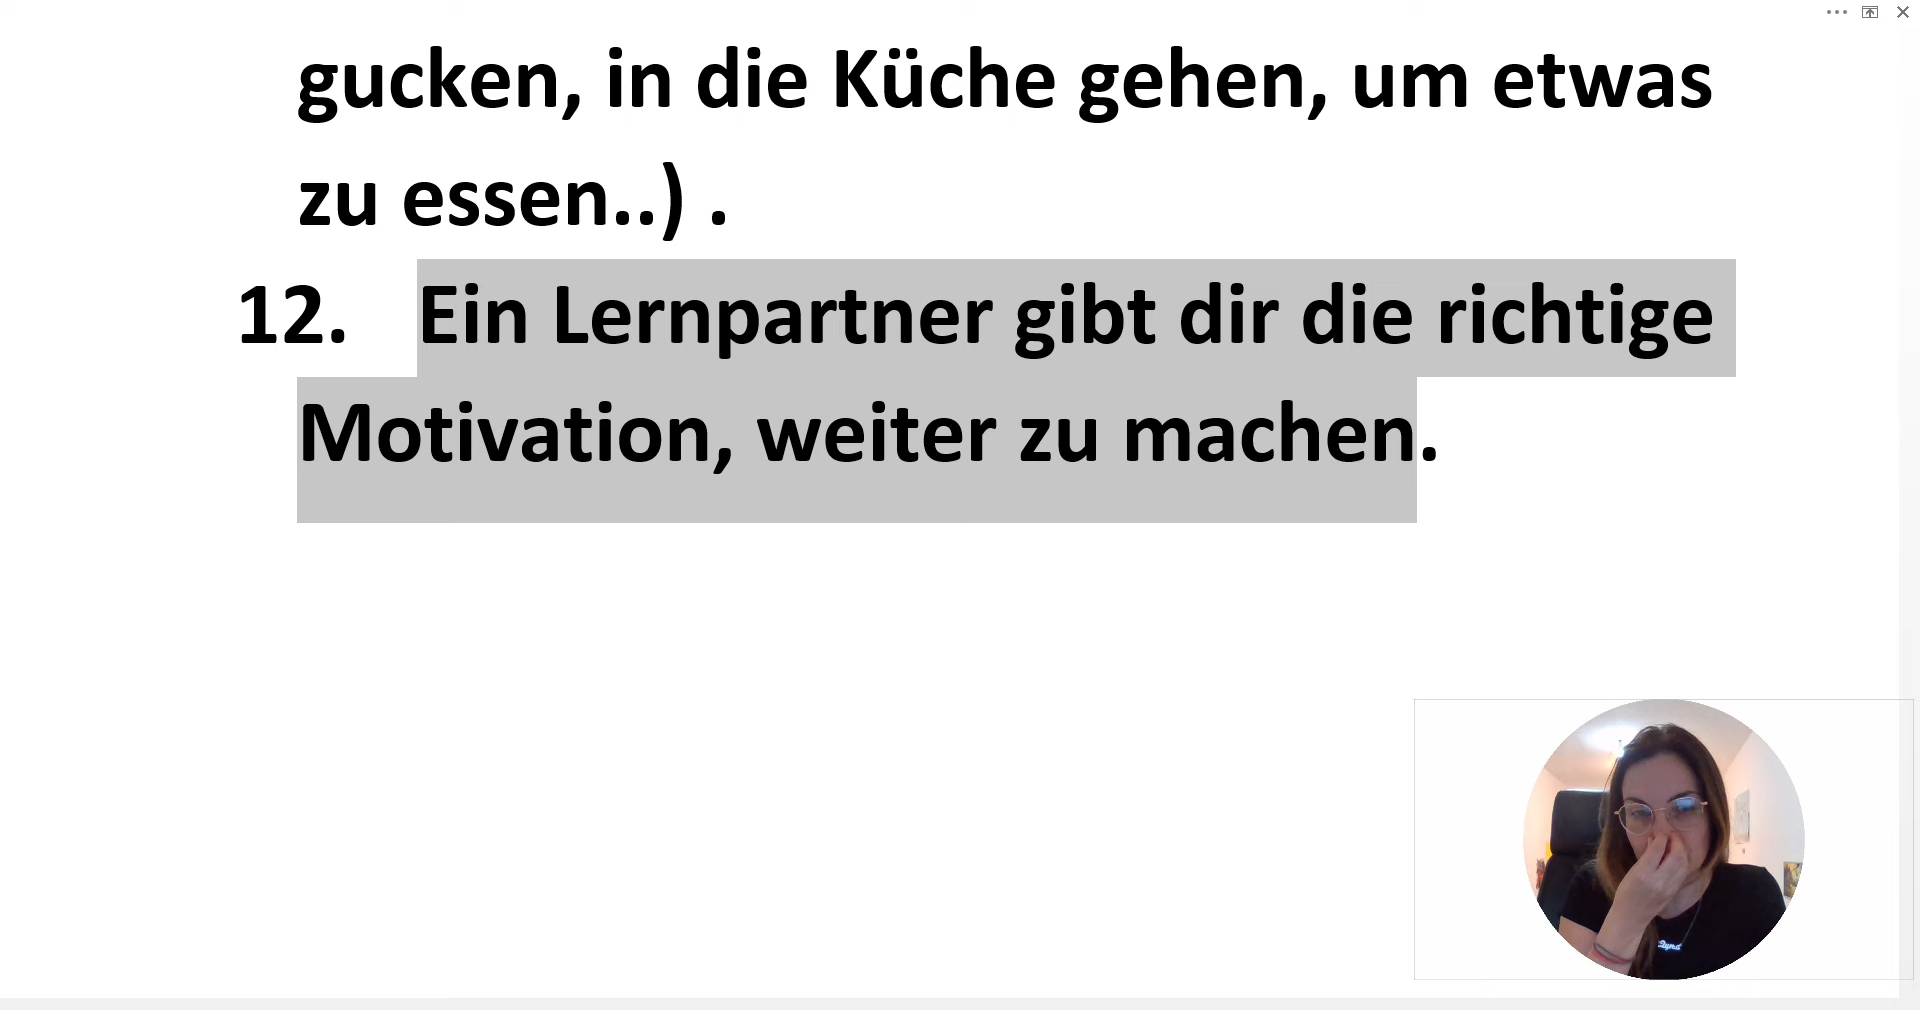 gucken, in die Küche gehen, um etwas
zu essen..) .
12. Ein Lernpartner gibt dir die richtige
Motivation, weiter zu machen.